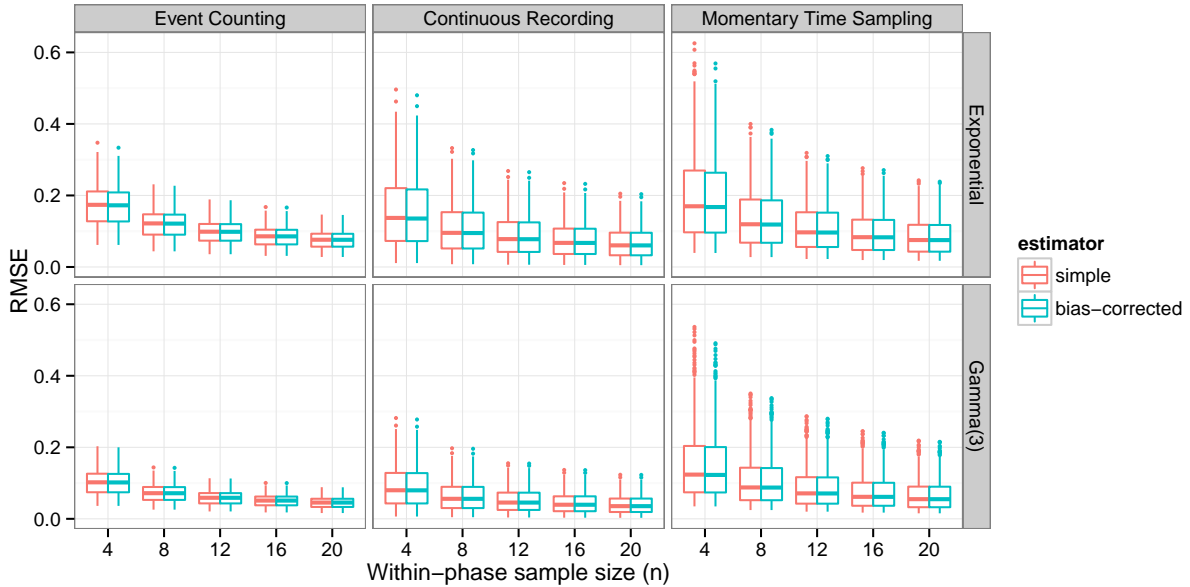 Event Counting
Continuous Recording
Momentary Time Sampling
0.6
0.4
0.2
0.0
Exponential
0.6
0.4
0.2
0.0
Gamma(3)
RMSE
4 8 12 16 20
4 8 12 16 20
4 8 12 16 20
Within−phase sample size (n)
estimator
simple
bias−corrected